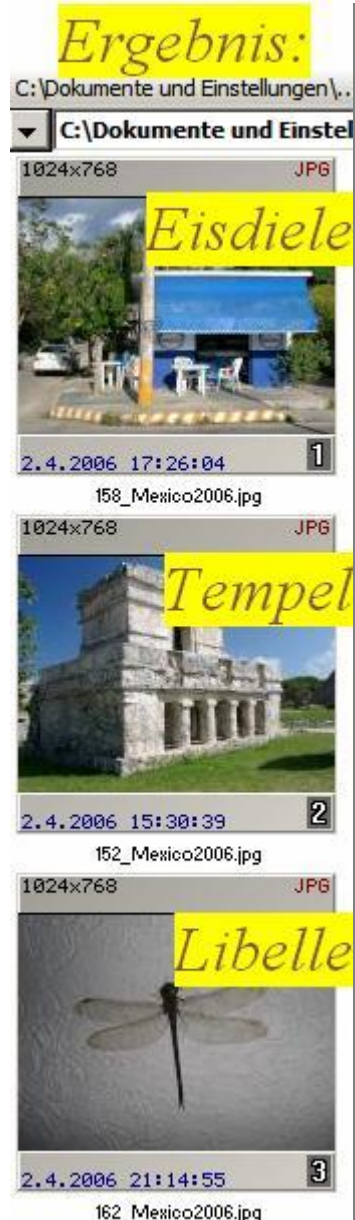 Ergebnis:
C:\Dokumente und Einstellungen\..
C:\Dokumente und Einstel
1024x768 JPG
Eisdiele
2.4.2006 17:26:04 1
158_Mexico2006.jpg
1024x768 JPG
Tempel
2.4.2006 15:30:39 2
152_Mexico2006.jpg
1024x768 JPG
Libelle
2.4.2006 21:14:55 3
162_Mexico2006.jpg